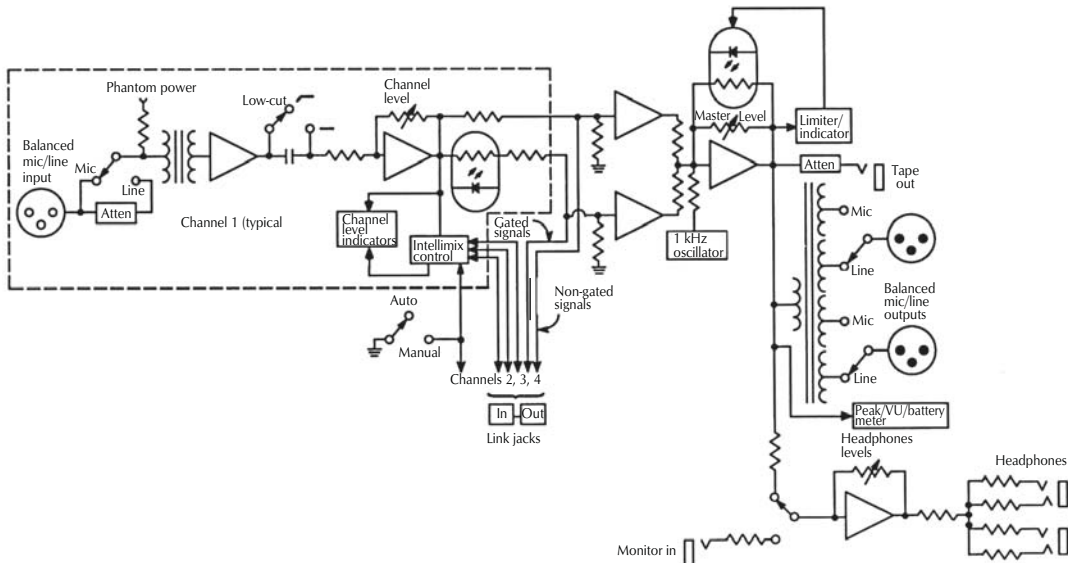 Phantom power
Low-cut
Channel
level
Balanced
mic/line
input
Mic
Line
Atten
Channel 1 (typical
Channel
level
indicators
Intellimix
control
Gated
signals
Non-gated
signals
Auto
Manual
Channels 2, 3, 4
In
Out
Link jacks
Master Level
Limiter/
indicator
1 kHz
oscillator
Atten
Tape
out
Mic
Line
Balanced
mic/line
outputs
Mic
Line
Peak/VU/battery
meter
Headphones
levels
Headphones
Monitor in